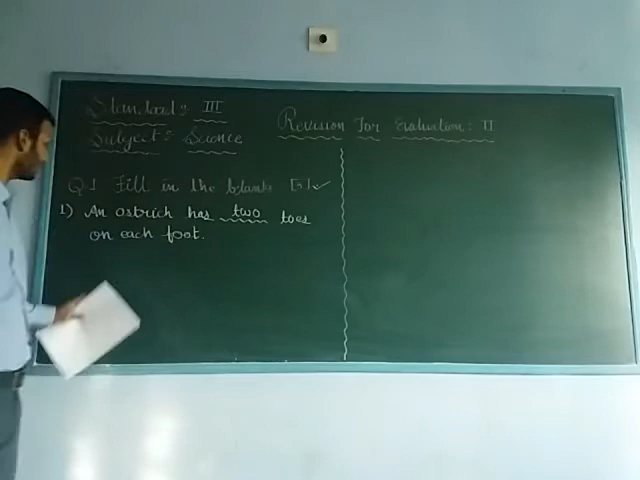 Standard : III
Subject : Science
Revision For Evaluation : II
Q 1 Fill in the blanks [5]
1) An ostrich has two toes
on each foot.